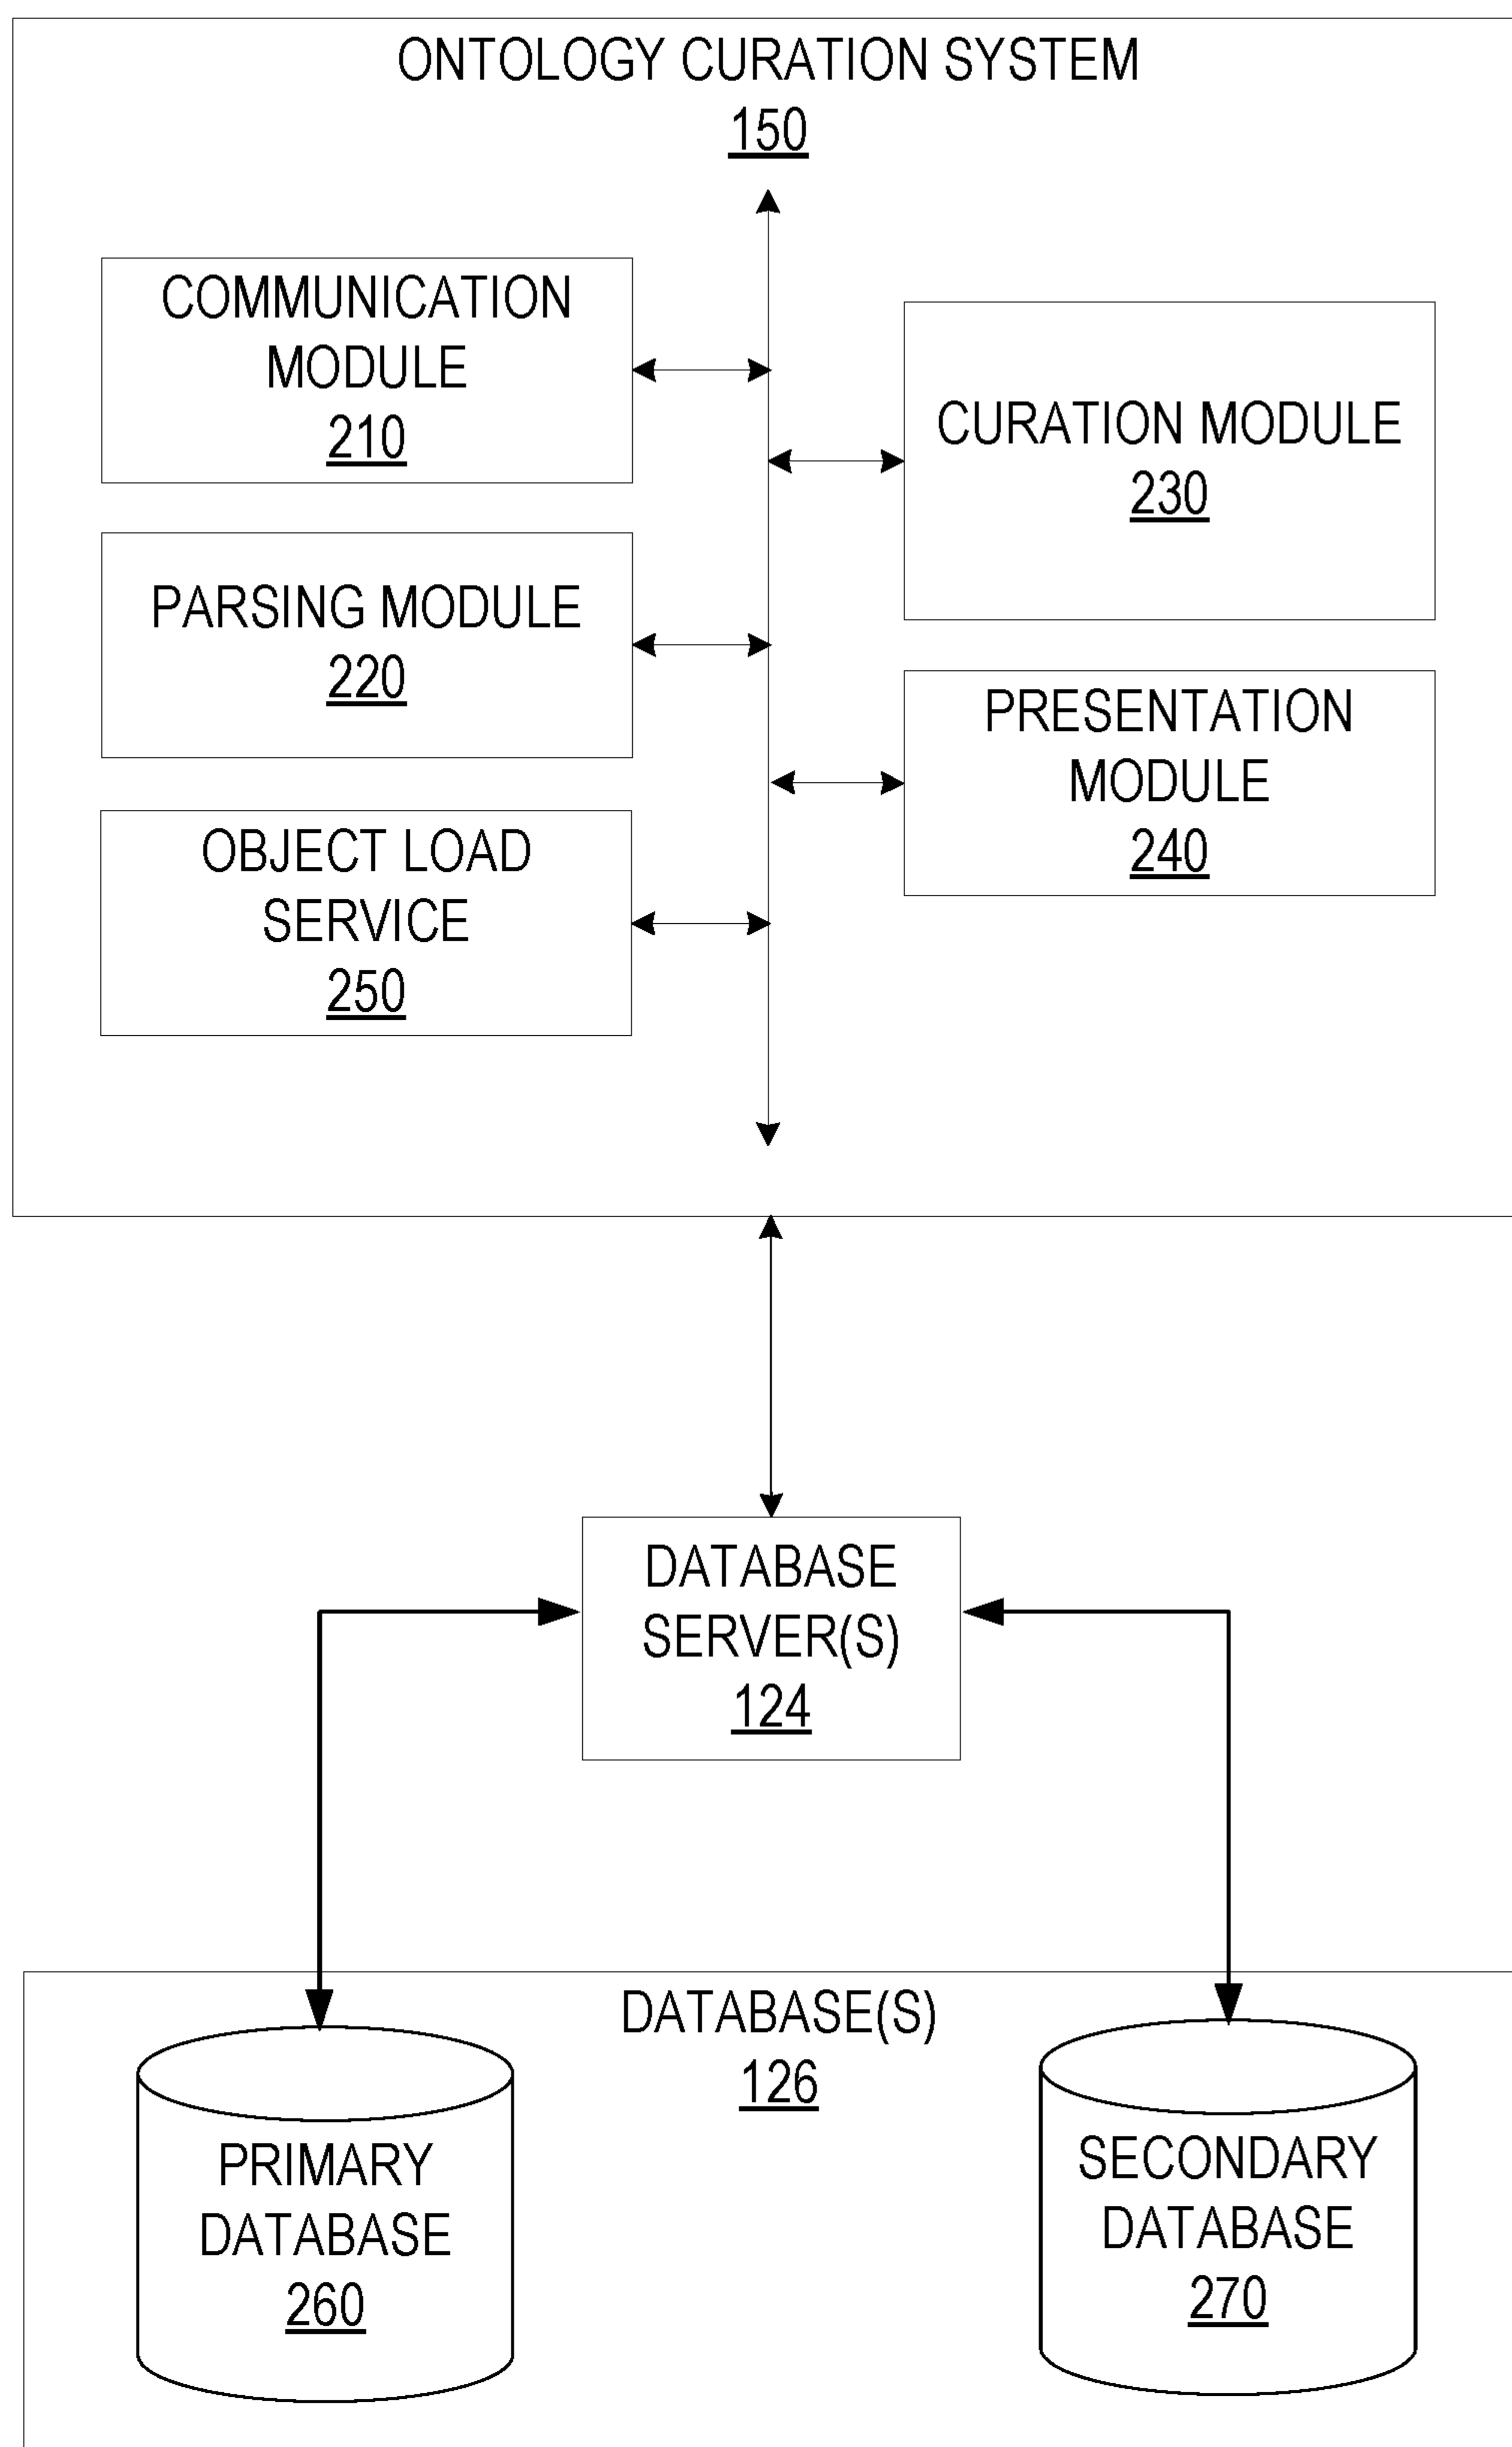 ONTOLOGY CURATION SYSTEM
150
COMMUNICATION
MODULE
210
CURATION MODULE
230
PARSING MODULE
220
PRESENTATION
MODULE
240
OBJECT LOAD
SERVICE
250
DATABASE
SERVER(S)
124
DATABASE(S)
126
PRIMARY
DATABASE
260
SECONDARY
DATABASE
270